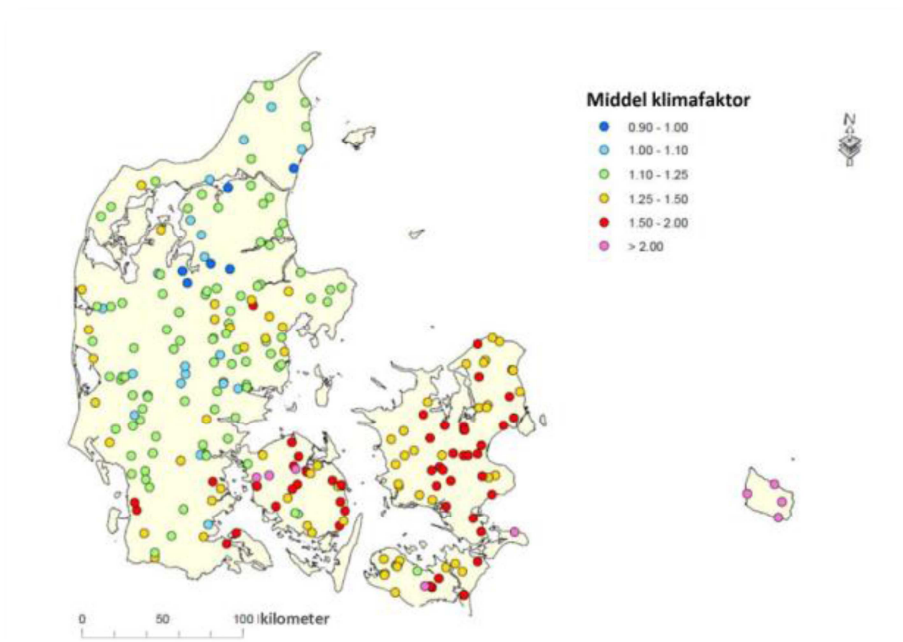 Middel klimafaktor
N
0.90 - 1.00
1.00 - 1.10
1.10 - 1.25
1.25 - 1.50
1.50 - 2.00
> 2.00
0 50 100 kilometer